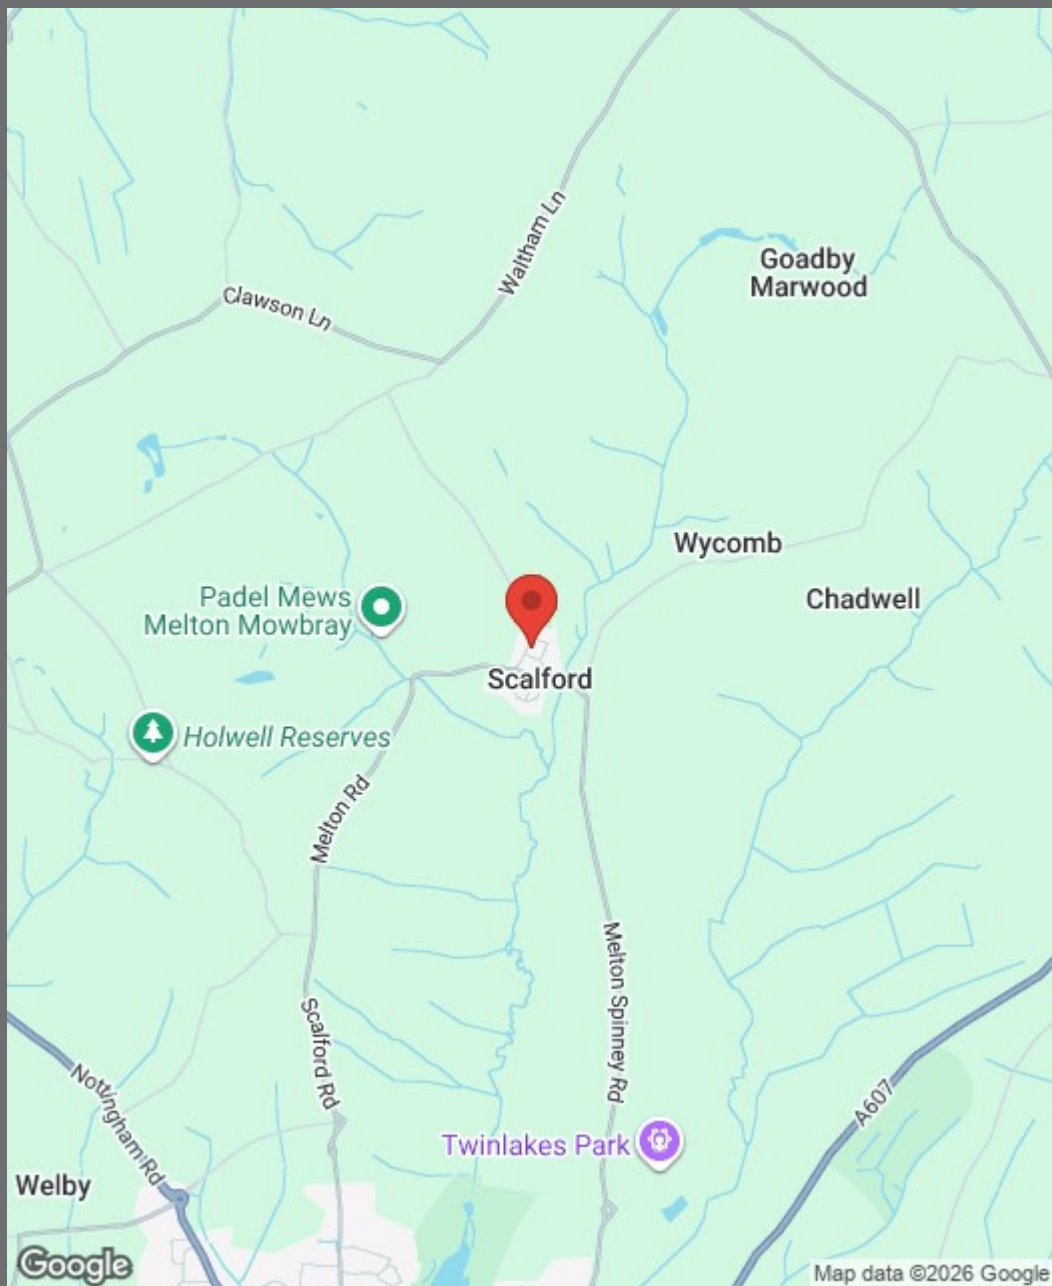 Waltham Ln
Goadby
Marwood
Clawson Ln
Wycomb
Padel Mews
Melton Mowbray
Chadwell
Scalford
Holwell Reserves
Melton Rd
Melton Spinney Rd
Scalford Rd
Nottingham Rd
A607
Twinlakes Park
Welby
Google
Map data ©2026 Google